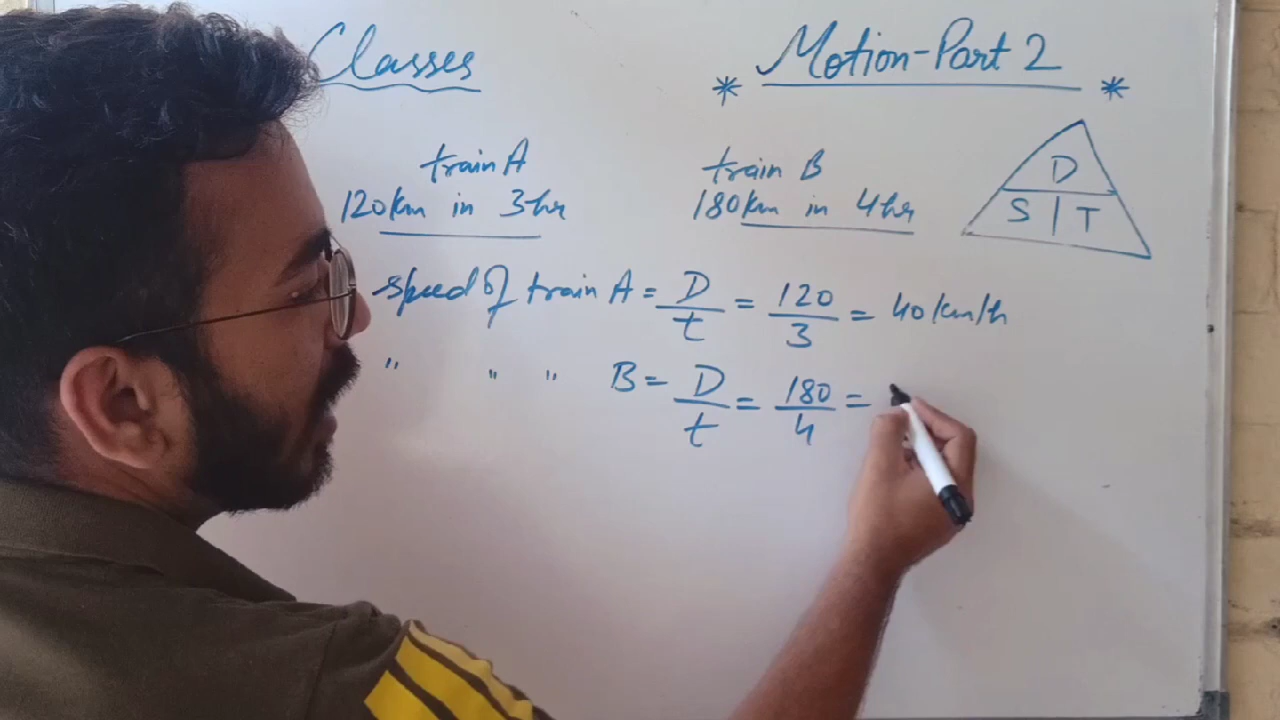 Classes
* Motion-Part 2 *
train A
120km in 3hr
train B
180km in 4hr
D
S | T
speed of train A = D/t = 120/3 = 40km/h
" " " B = D/t = 180/4 =